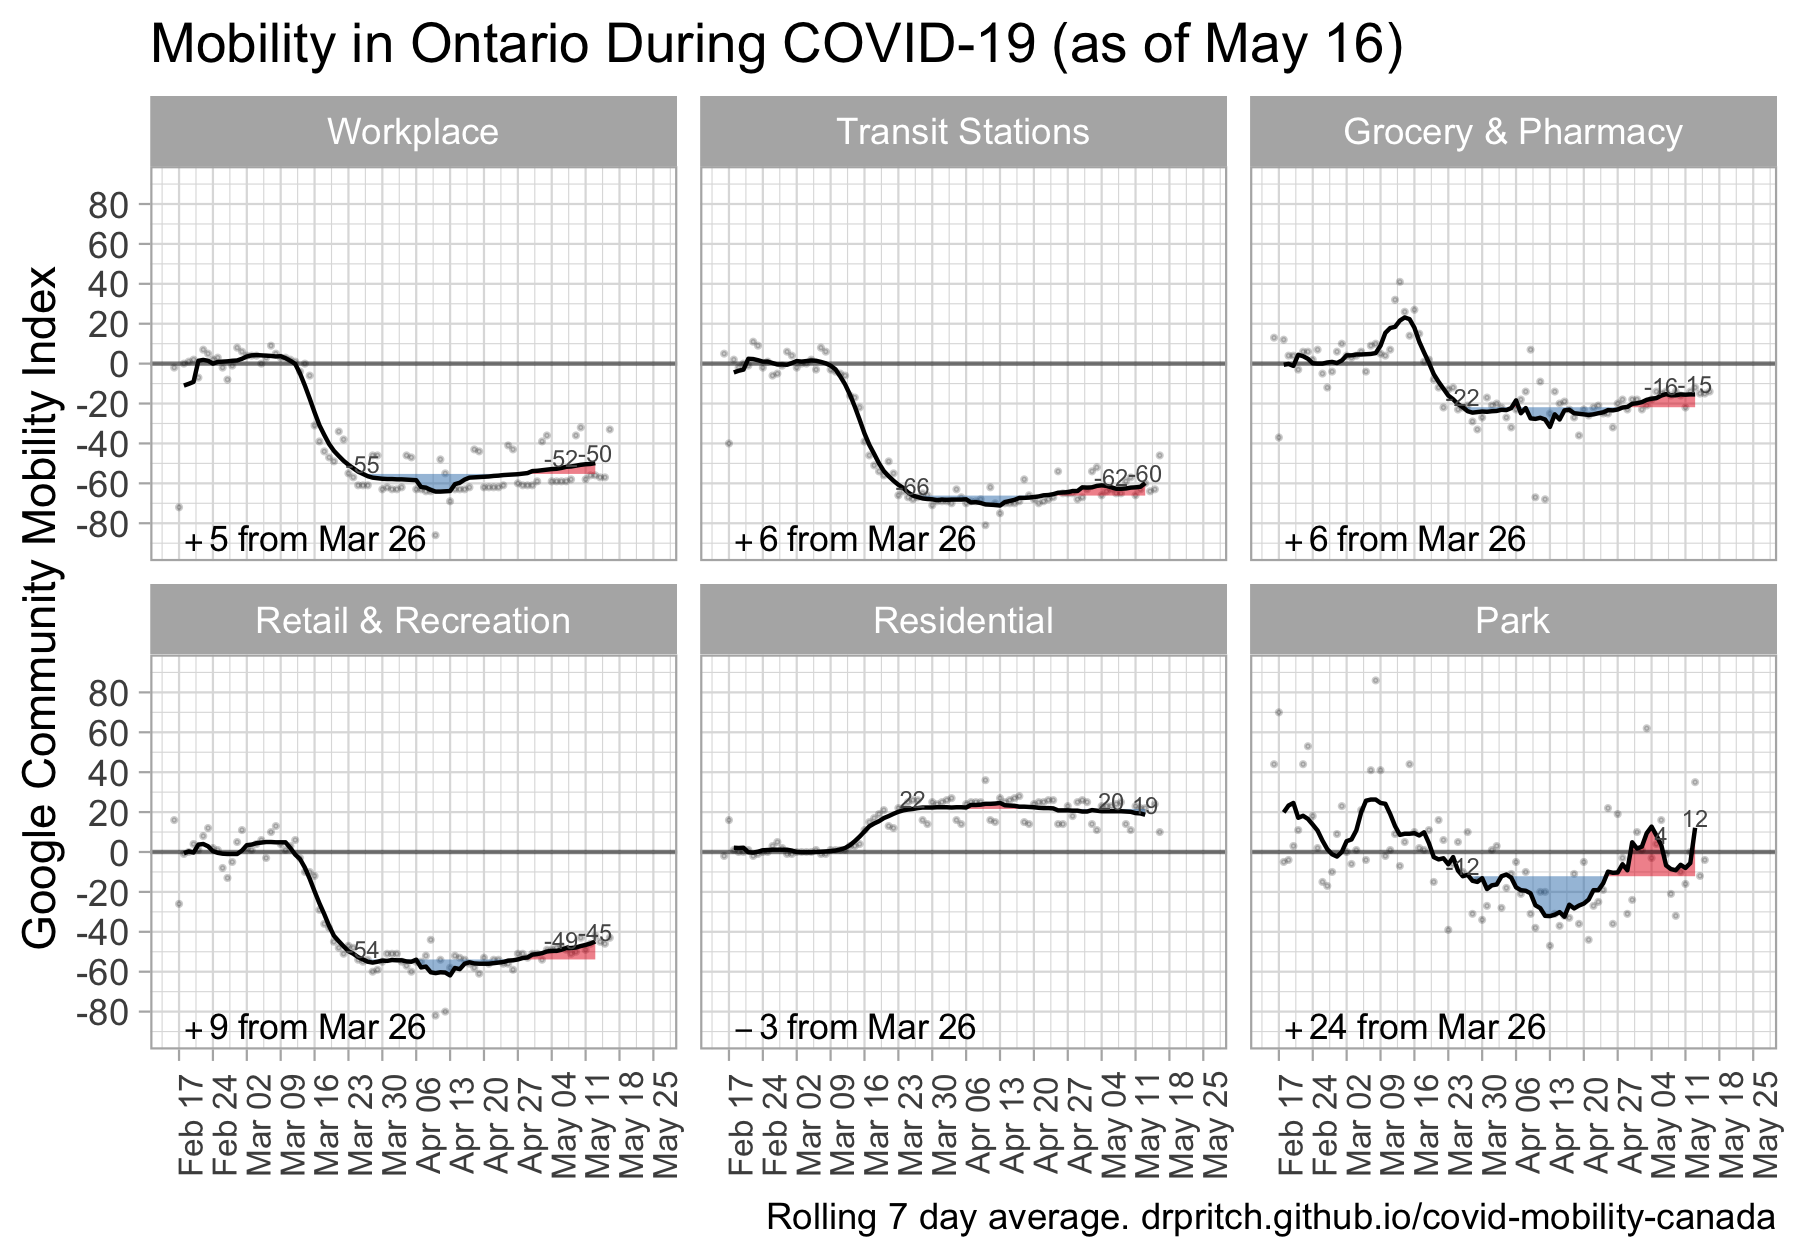 Mobility in Ontario During COVID-19 (as of May 16)
Google Community Mobility Index
Workplace
Transit Stations
Grocery & Pharmacy
80
60
40
20
0
-20
-40
-60
-80
-55
-52
-50
+5 from Mar 26
-66
-62
-60
+6 from Mar 26
-22
-16
-15
+6 from Mar 26
Retail & Recreation
Residential
Park
80
60
40
20
0
-20
-40
-60
-80
-54
-49
-45
+9 from Mar 26
22
20
19
−3 from Mar 26
-12
4
12
+24 from Mar 26
Feb 17
Feb 24
Mar 02
Mar 09
Mar 16
Mar 23
Mar 30
Apr 06
Apr 13
Apr 20
Apr 27
May 04
May 11
May 18
May 25
Feb 17
Feb 24
Mar 02
Mar 09
Mar 16
Mar 23
Mar 30
Apr 06
Apr 13
Apr 20
Apr 27
May 04
May 11
May 18
May 25
Feb 17
Feb 24
Mar 02
Mar 09
Mar 16
Mar 23
Mar 30
Apr 06
Apr 13
Apr 20
Apr 27
May 04
May 11
May 18
May 25
Rolling 7 day average. drpritch.github.io/covid-mobility-canada